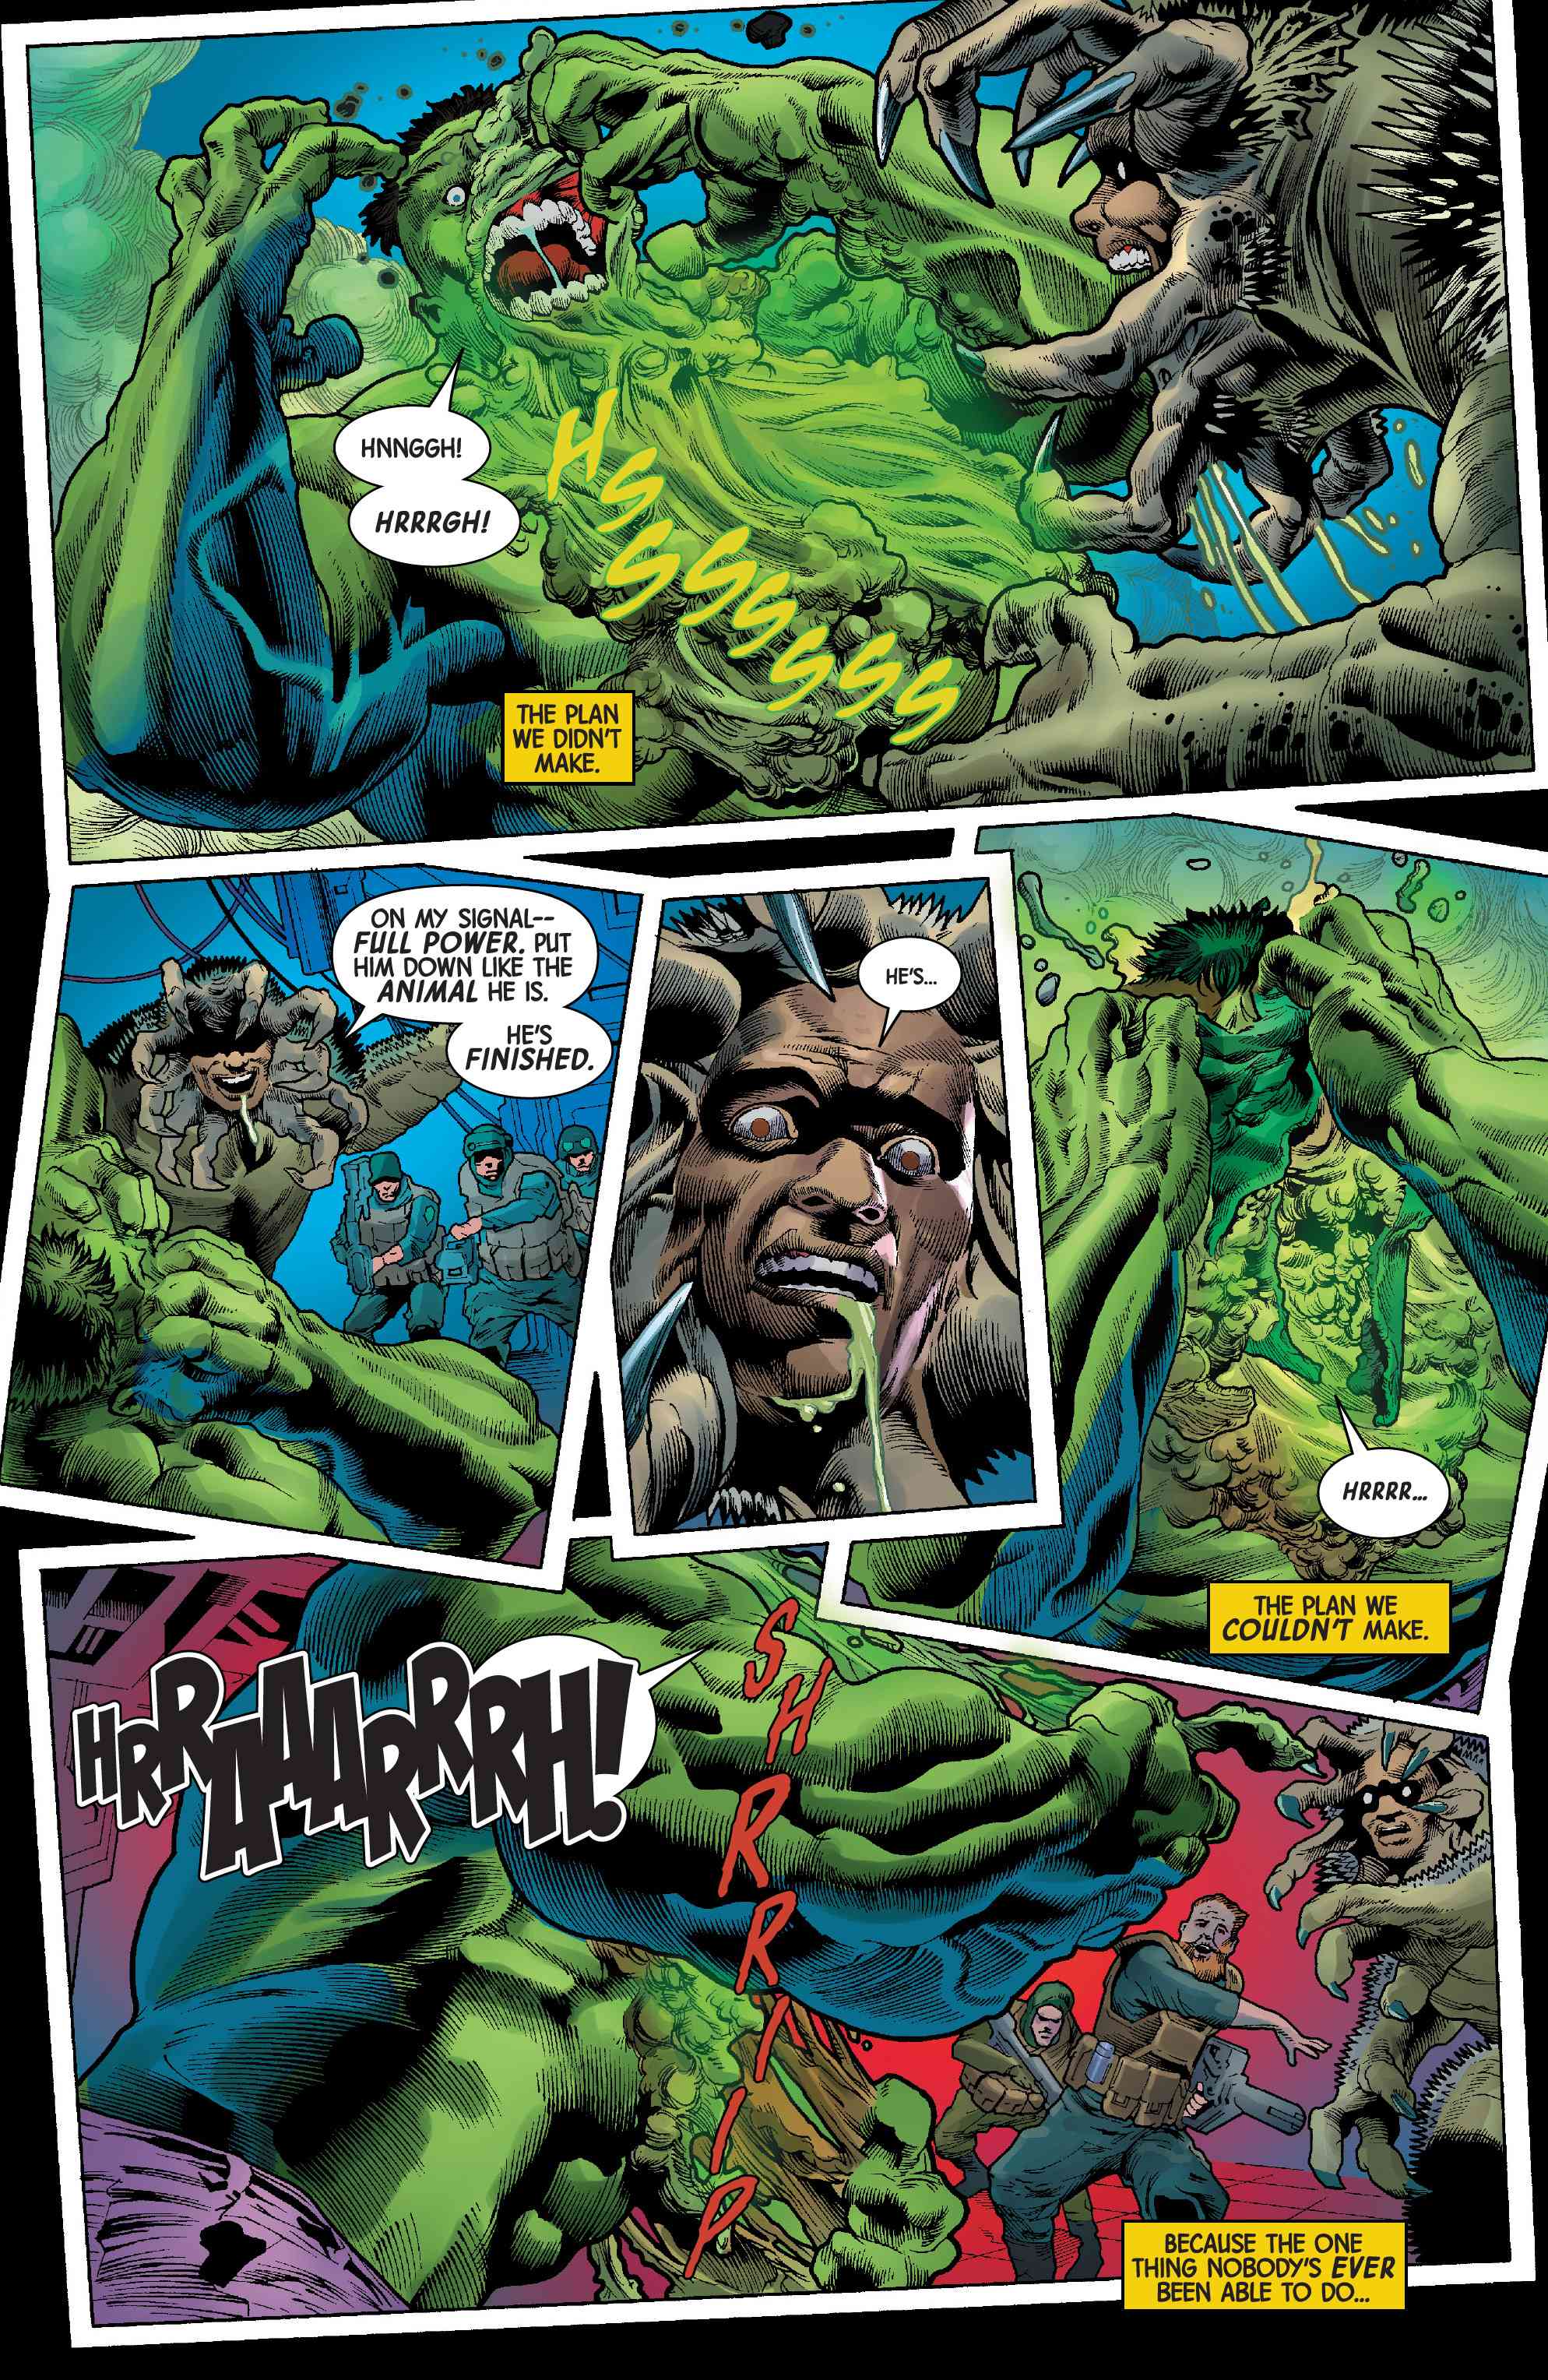 HNNGGH!
HRRRGH!
HSSSSSSSS
THE PLAN
WE DIDN'T
MAKE.
ON MY SIGNAL--
FULL POWER. PUT
HIM DOWN LIKE THE
ANIMAL HE IS.
HE'S
FINISHED.
HE'S...
HRRRR...
THE PLAN WE
COULDN'T MAKE.
HRRRAAAARRRRH!
SHRRRIIP
BECAUSE THE ONE
THING NOBODY'S EVER
BEEN ABLE TO DO...